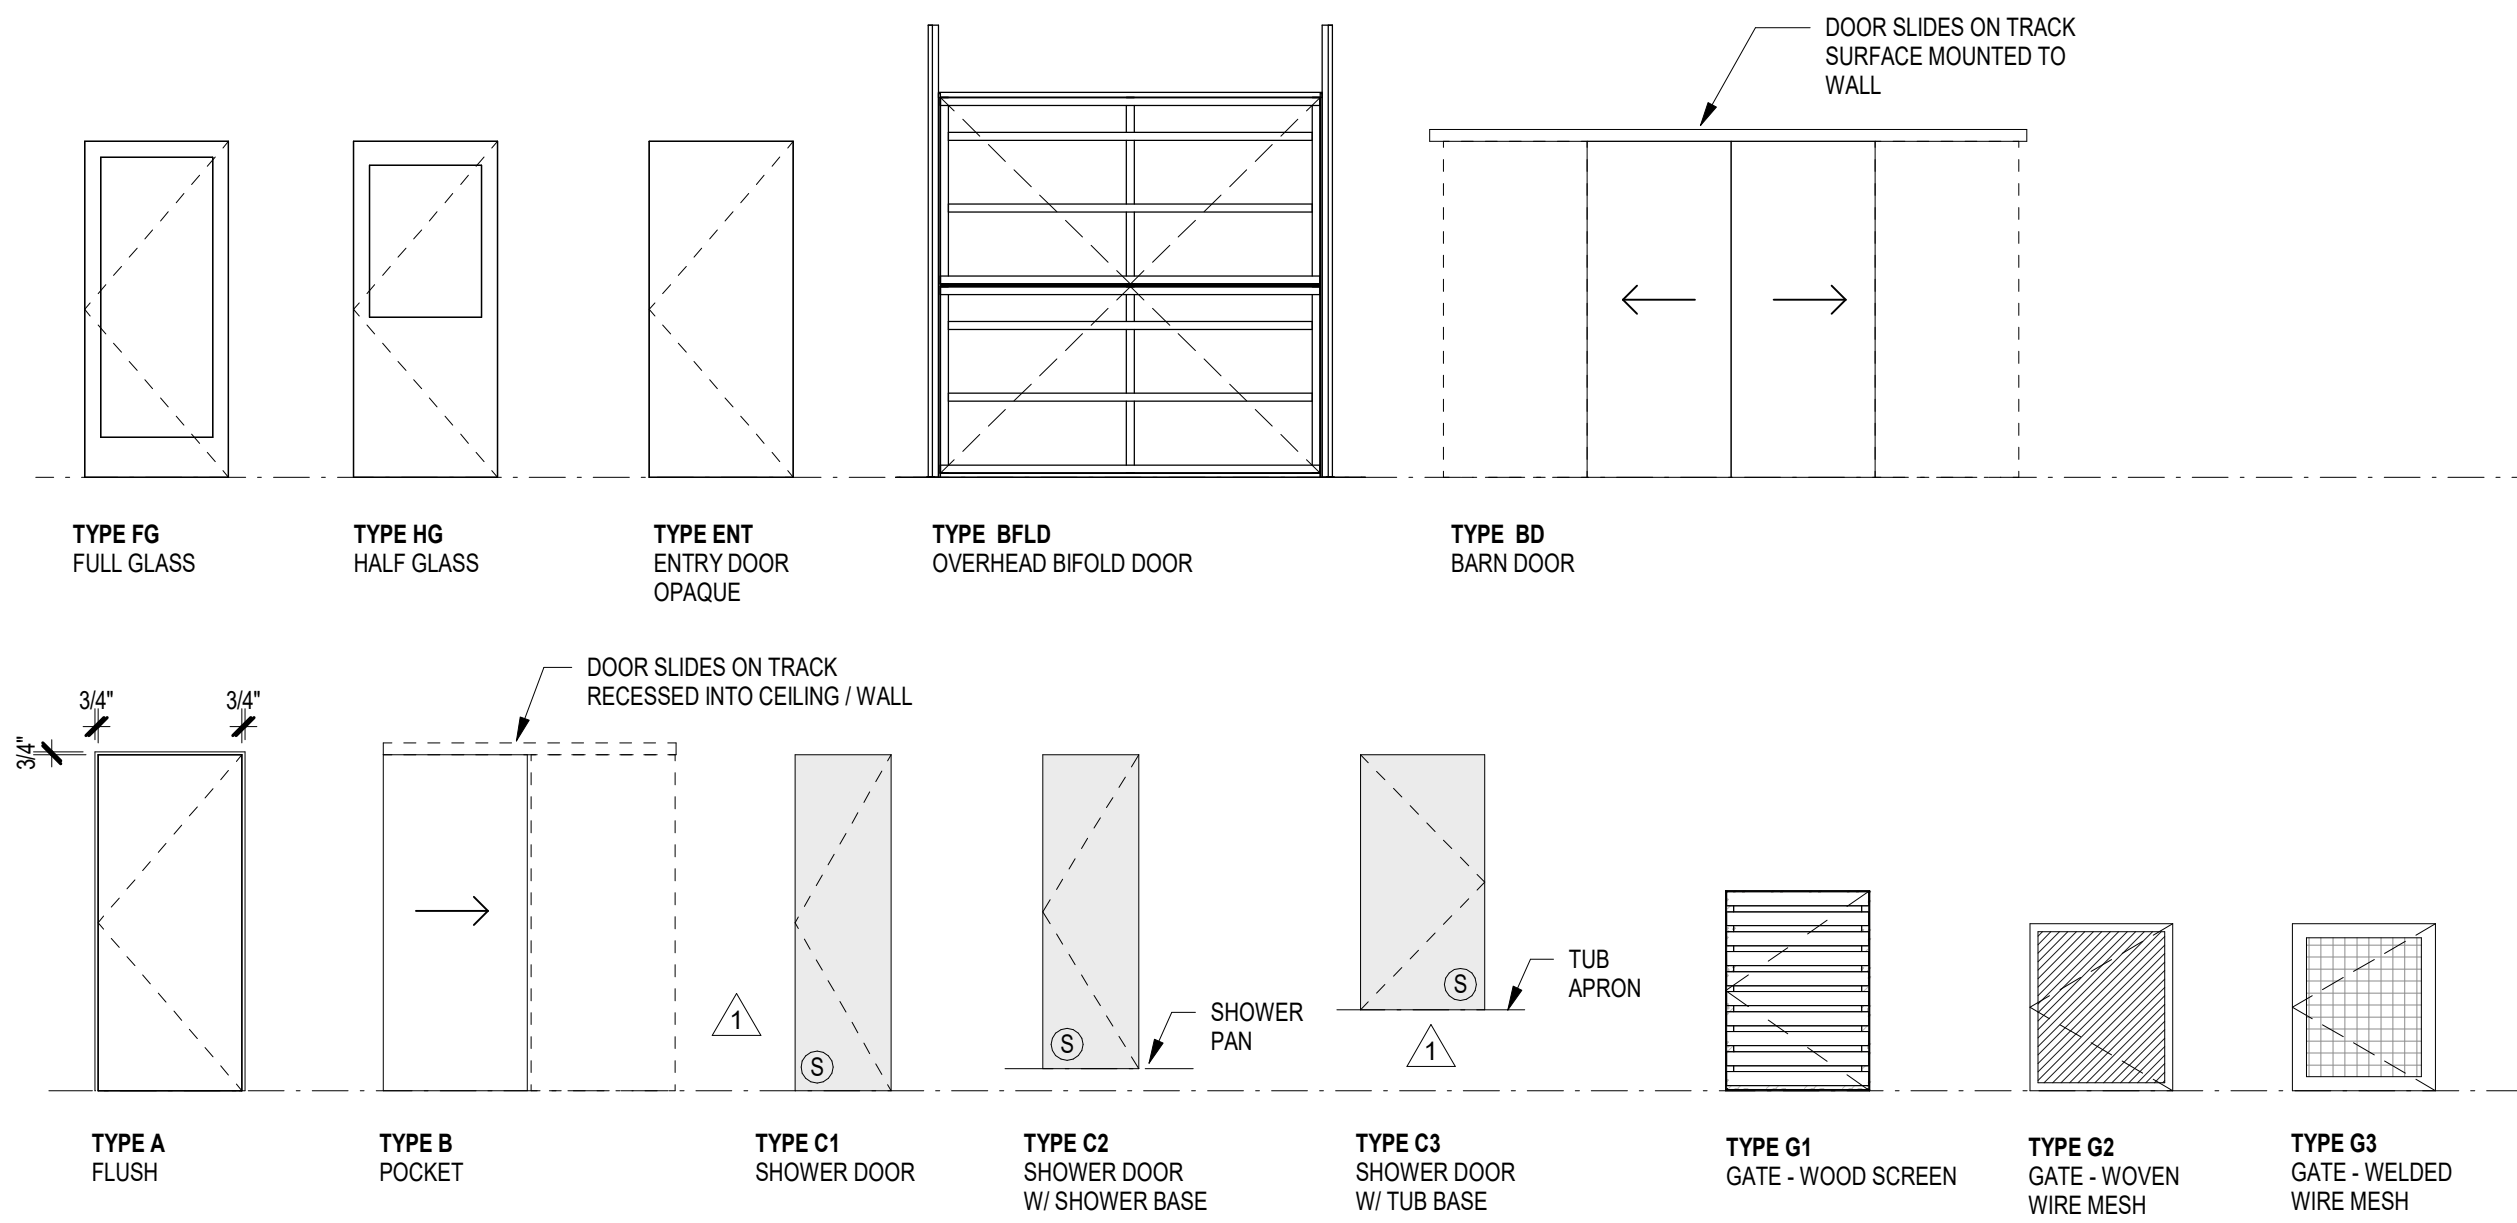 DOOR SLIDES ON TRACK
SURFACE MOUNTED TO
WALL
TYPE FG
FULL GLASS
TYPE HG
HALF GLASS
TYPE ENT
ENTRY DOOR
OPAQUE
TYPE BFLD
OVERHEAD BIFOLD DOOR
TYPE BD
BARN DOOR
3/4"
3/4"
3/4"
DOOR SLIDES ON TRACK
RECESSED INTO CEILING / WALL
1
S
S
SHOWER
PAN
S
1
TUB
APRON
TYPE A
FLUSH
TYPE B
POCKET
TYPE C1
SHOWER DOOR
TYPE C2
SHOWER DOOR
W/ SHOWER BASE
TYPE C3
SHOWER DOOR
W/ TUB BASE
TYPE G1
GATE - WOOD SCREEN
TYPE G2
GATE - WOVEN
WIRE MESH
TYPE G3
GATE - WELDED
WIRE MESH